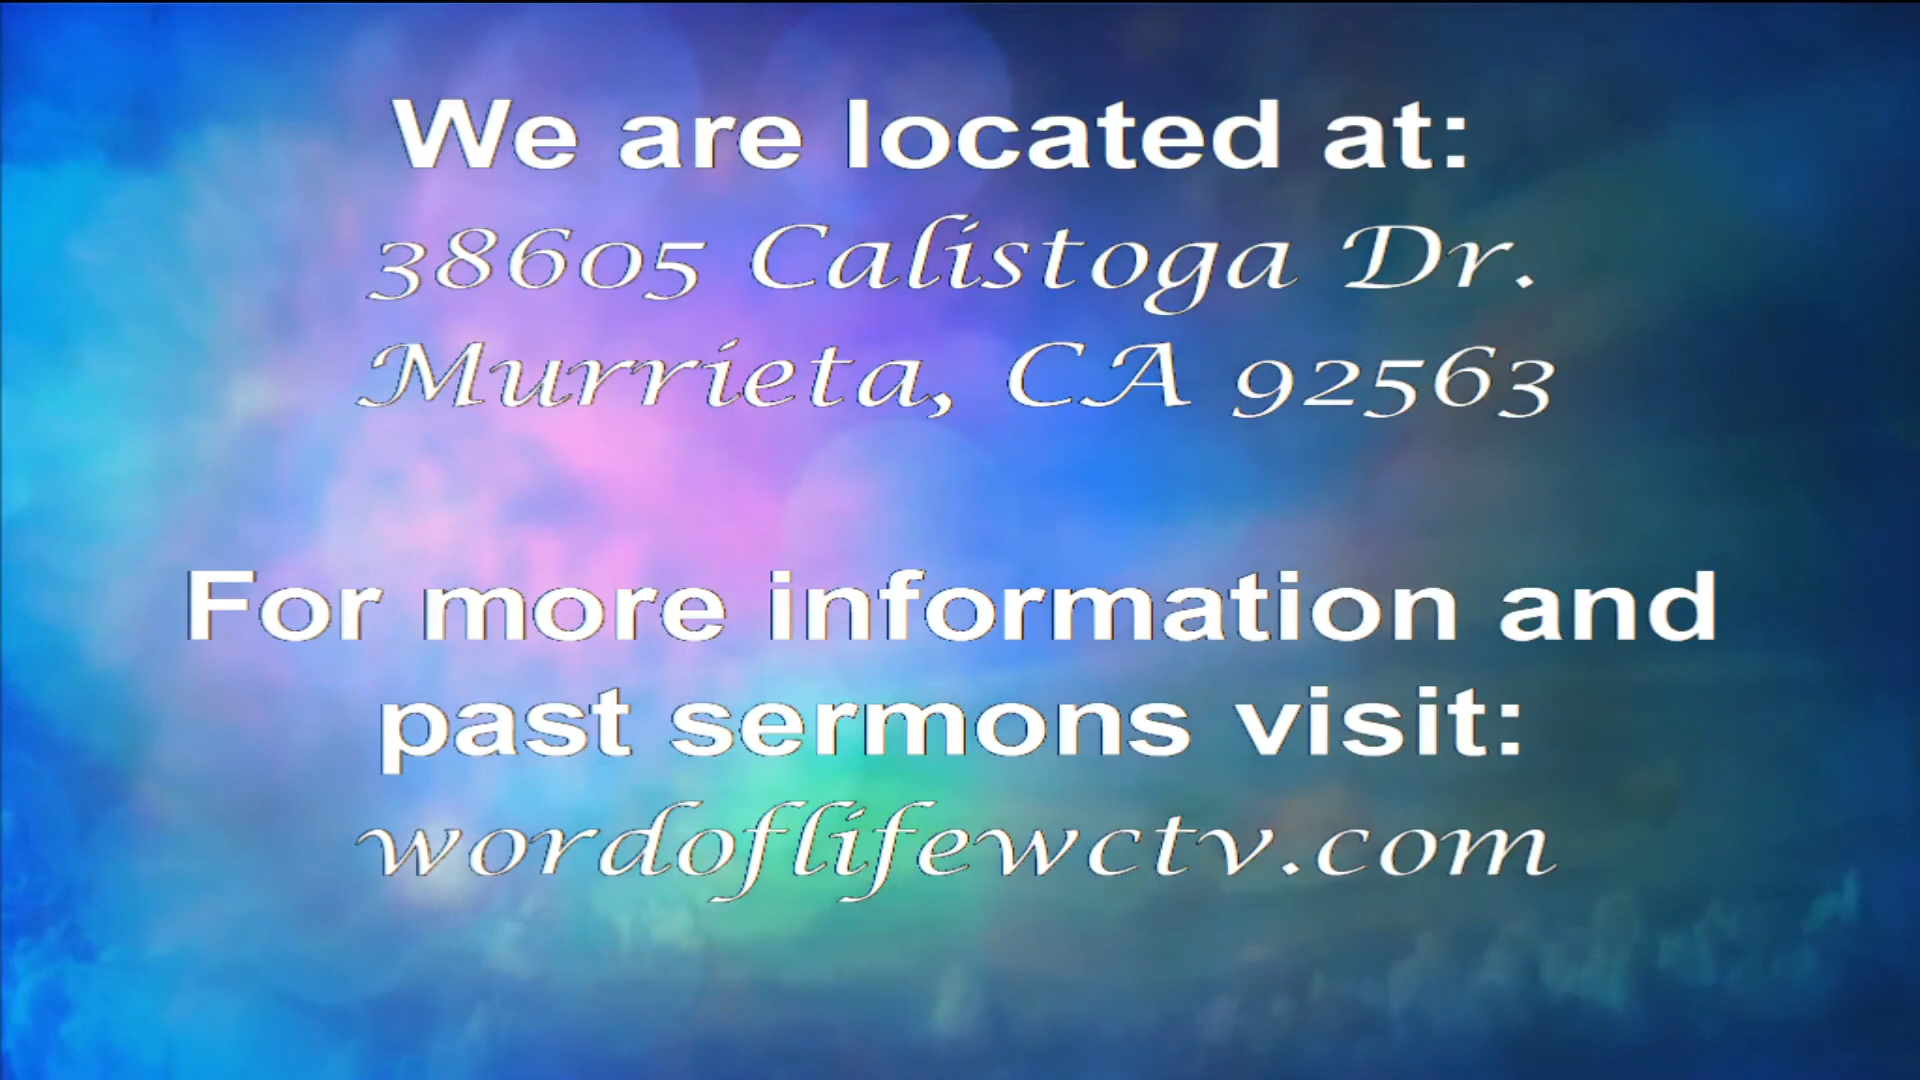 We are located at:
38605 Calistoga Dr.
Murrieta, CA 92563
For more information and
past sermons visit:
wordoflifewctv.com